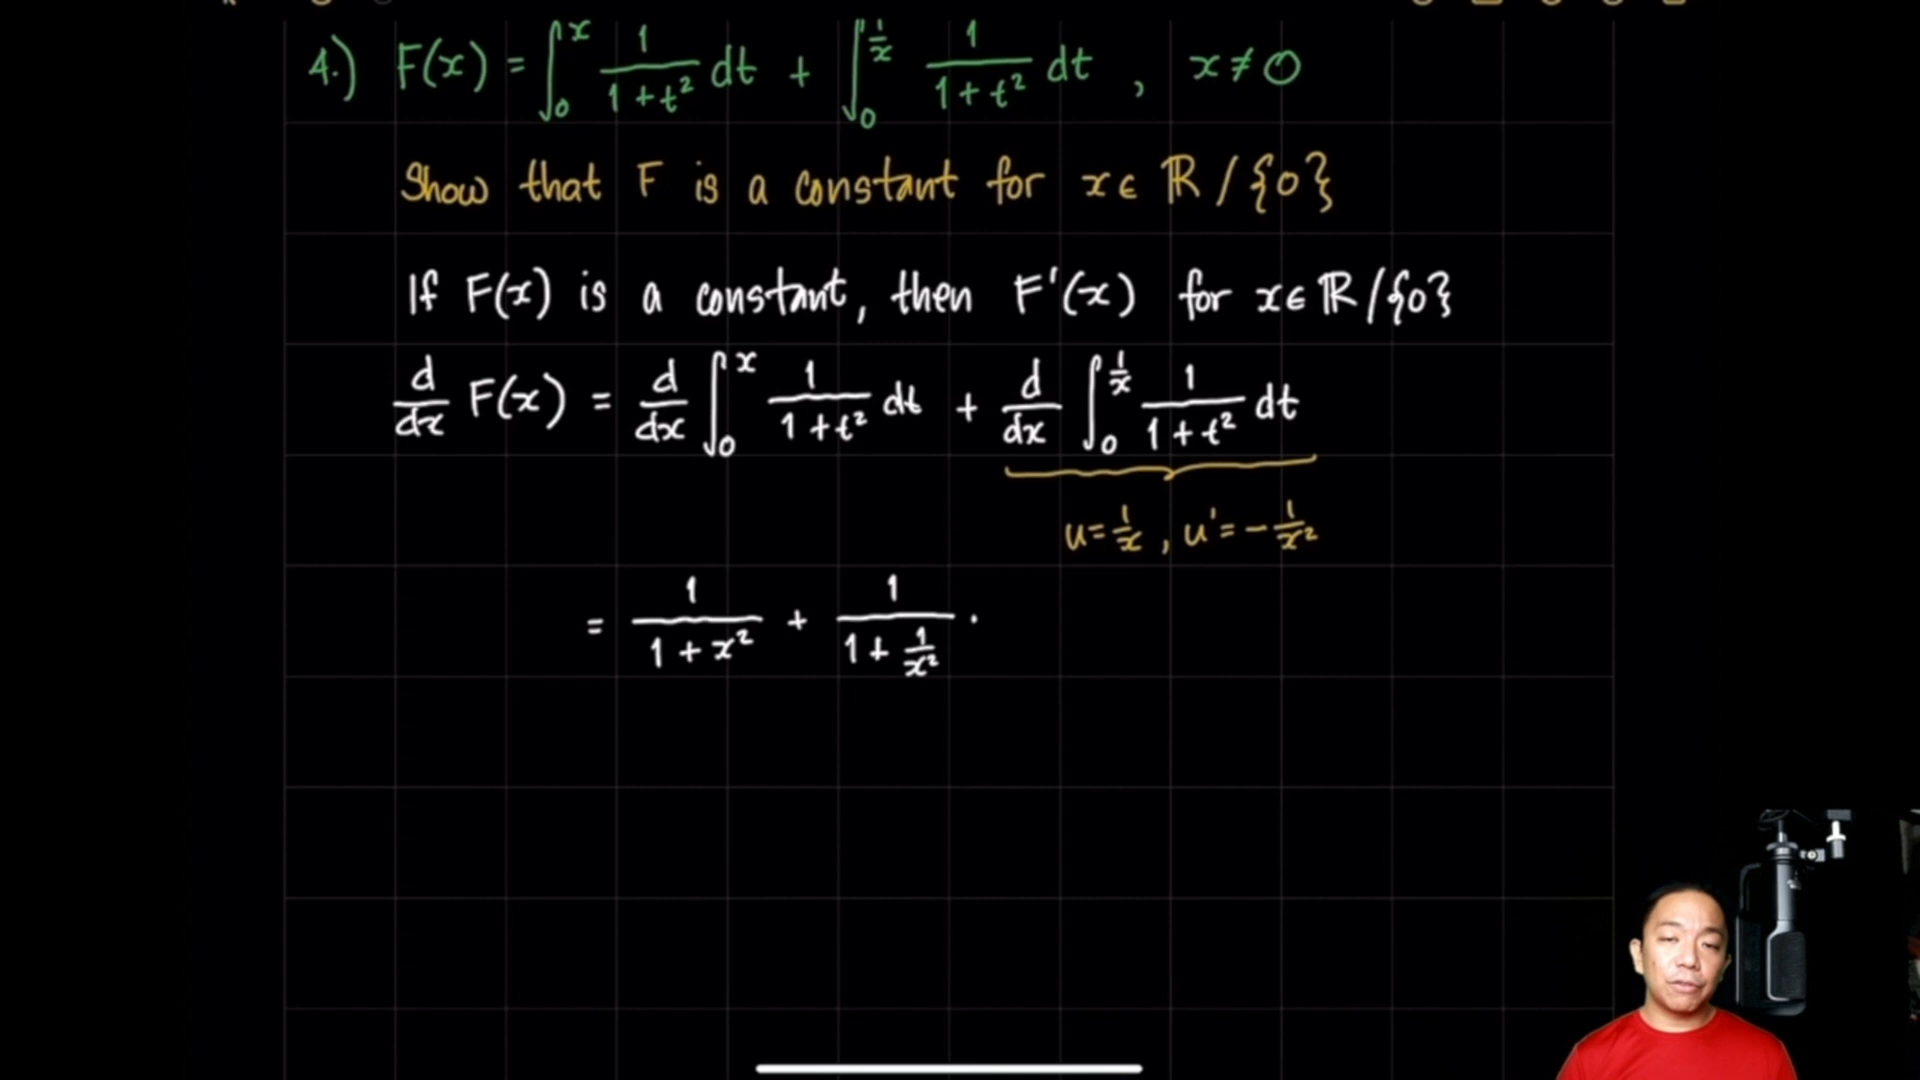 4.) F(x) = ∫₀ˣ 1/(1+t²) dt + ∫₀^(1/x) 1/(1+t²) dt , x≠0
Show that F is a constant for x∈ℝ/{0}
If F(x) is a constant, then F'(x) for x∈ℝ/{0}
d/dx F(x) = d/dx ∫₀ˣ 1/(1+t²) dt + d/dx ∫₀^(1/x) 1/(1+t²) dt
u=1/x , u'=-1/x²
= 1/(1+x²) + 1/(1+1/x²) ·